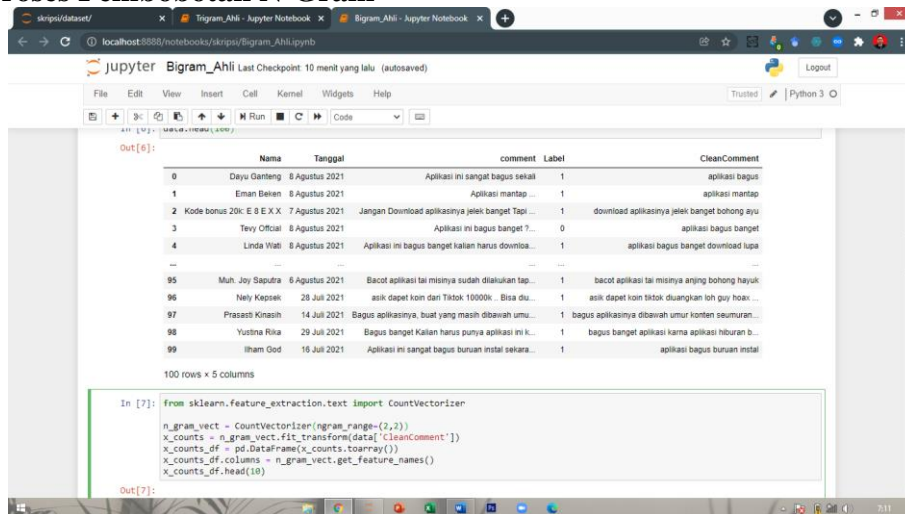 roses Pembobotan N-Gram
skripsi/dataset/ Trigram_Ahli - Jupyter Notebook Bigram_Ahli - Jupyter Notebook
localhost:8888/notebooks/skripsi/Bigram_Ahli.ipynb
jupyter Bigram_Ahli Last Checkpoint: 10 menit yang lalu (autosaved) Logout
File Edit View Insert Cell Kernel Widgets Help Trusted Python 3
Run Code
In [6]: data.head(100)
Out[6]:
Nama Tanggal comment Label CleanComment
0 Dayu Ganteng 8 Agustus 2021 Aplikasi ini sangat bagus sekali 1 aplikasi bagus
1 Eman Beken 8 Agustus 2021 Aplikasi mantap ... 1 aplikasi mantap
2 Kode bonus 20k: E 8 E X X 7 Agustus 2021 Jangan Download aplikasinya jelek banget Tapi ... 1 download aplikasinya jelek banget bohong ayu
3 Tevy Offcial 8 Agustus 2021 Aplikasi ini bagus banget ?... 0 aplikasi bagus banget
4 Linda Wati 8 Agustus 2021 Aplikasi ini bagus banget kalian harus downloa... 1 aplikasi bagus banget download lupa
... ... ... ... ... ...
95 Muh. Joy Saputra 6 Agustus 2021 Bacot aplikasi tai misinya sudah dilakukan tap... 1 bacot aplikasi tai misinya anjing bohong hayuk
96 Nely Kepsek 28 Juli 2021 asik dapet koin dari Tiktok 10000k .. Bisa diu... 1 asik dapet koin tiktok diuangkan loh guy hoax ...
97 Prasasti Kinasih 14 Juli 2021 Bagus aplikasinya, buat yang masih dibawah umu... 1 bagus aplikasinya dibawah umur konten seumuran...
98 Yustina Rika 29 Juli 2021 Bagus banget Kalian harus punya aplikasi ini k... 1 bagus banget aplikasi karna aplikasi hiburan b...
99 Ilham God 16 Juli 2021 Aplikasi ini sangat bagus buruan instal sekara... 1 aplikasi bagus buruan instal
100 rows × 5 columns
In [7]: from sklearn.feature_extraction.text import CountVectorizer
n_gram_vect = CountVectorizer(ngram_range=(2,2))
x_counts = n_gram_vect.fit_transform(data['CleanComment'])
x_counts_df = pd.DataFrame(x_counts.toarray())
x_counts_df.columns = n_gram_vect.get_feature_names()
x_counts_df.head(10)
Out[7]:
7:11